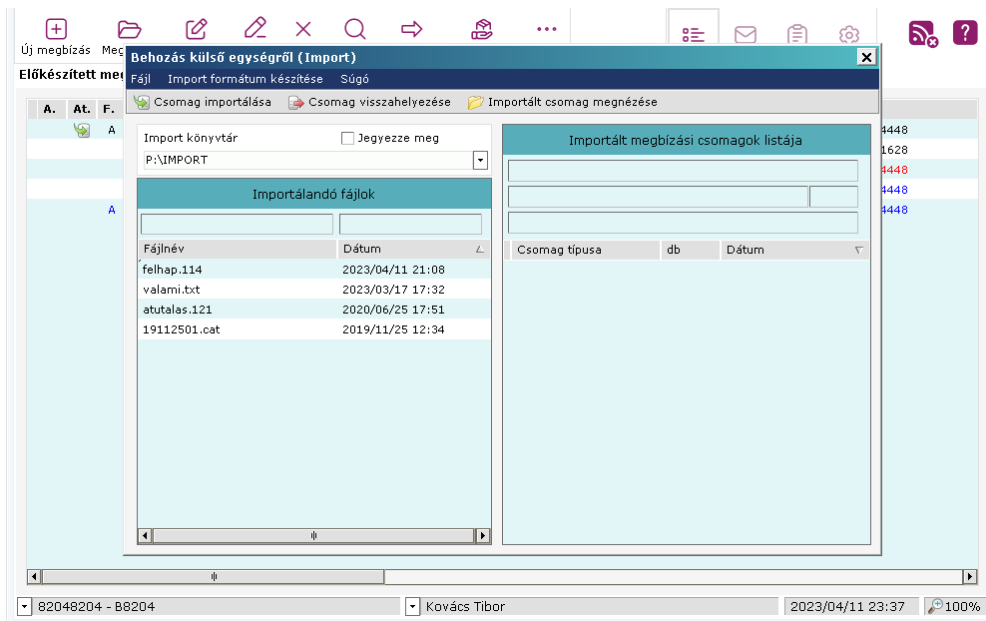 Új megbízás Meg
Előkészített me
A. At. F.
A
A
4448
1628
4448
4448
4448
Behozás külső egységről (Import)
Fájl Import formátum készítése Súgó
Csomag importálása Csomag visszahelyezése Importált csomag megnézése
Import könyvtár Jegyezze meg
P:\IMPORT
Importálandó fájlok
Fájlnév Dátum
felhap.114 2023/04/11 21:08
valami.txt 2023/03/17 17:32
atutalas.121 2020/06/25 17:51
19112501.cat 2019/11/25 12:34
Importált megbízási csomagok listája
Csomag típusa db Dátum
82048204 - B8204 Kovács Tibor 2023/04/11 23:37 100%